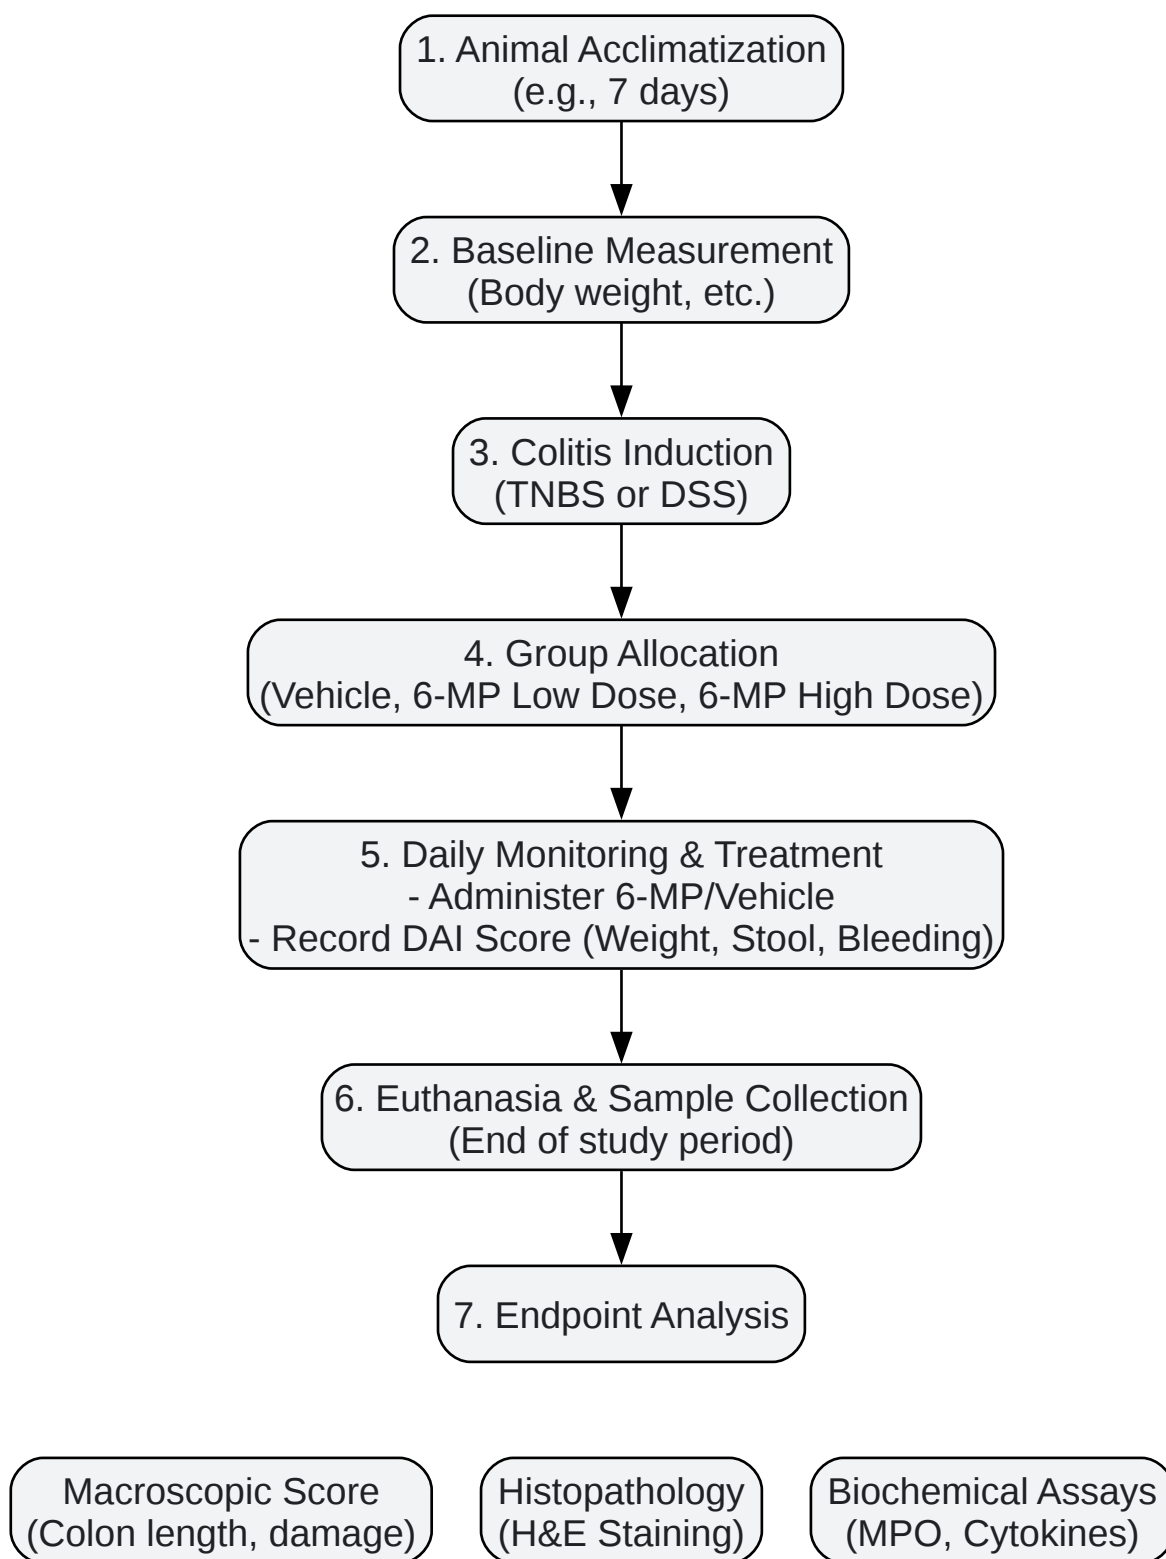 1. Animal Acclimatization
(e.g., 7 days)
2. Baseline Measurement
(Body weight, etc.)
3. Colitis Induction
(TNBS or DSS)
4. Group Allocation
(Vehicle, 6-MP Low Dose, 6-MP High Dose)
5. Daily Monitoring & Treatment
- Administer 6-MP/Vehicle
- Record DAI Score (Weight, Stool, Bleeding)
6. Euthanasia & Sample Collection
(End of study period)
7. Endpoint Analysis
Macroscopic Score
(Colon length, damage)
Histopathology
(H&E Staining)
Biochemical Assays
(MPO, Cytokines)